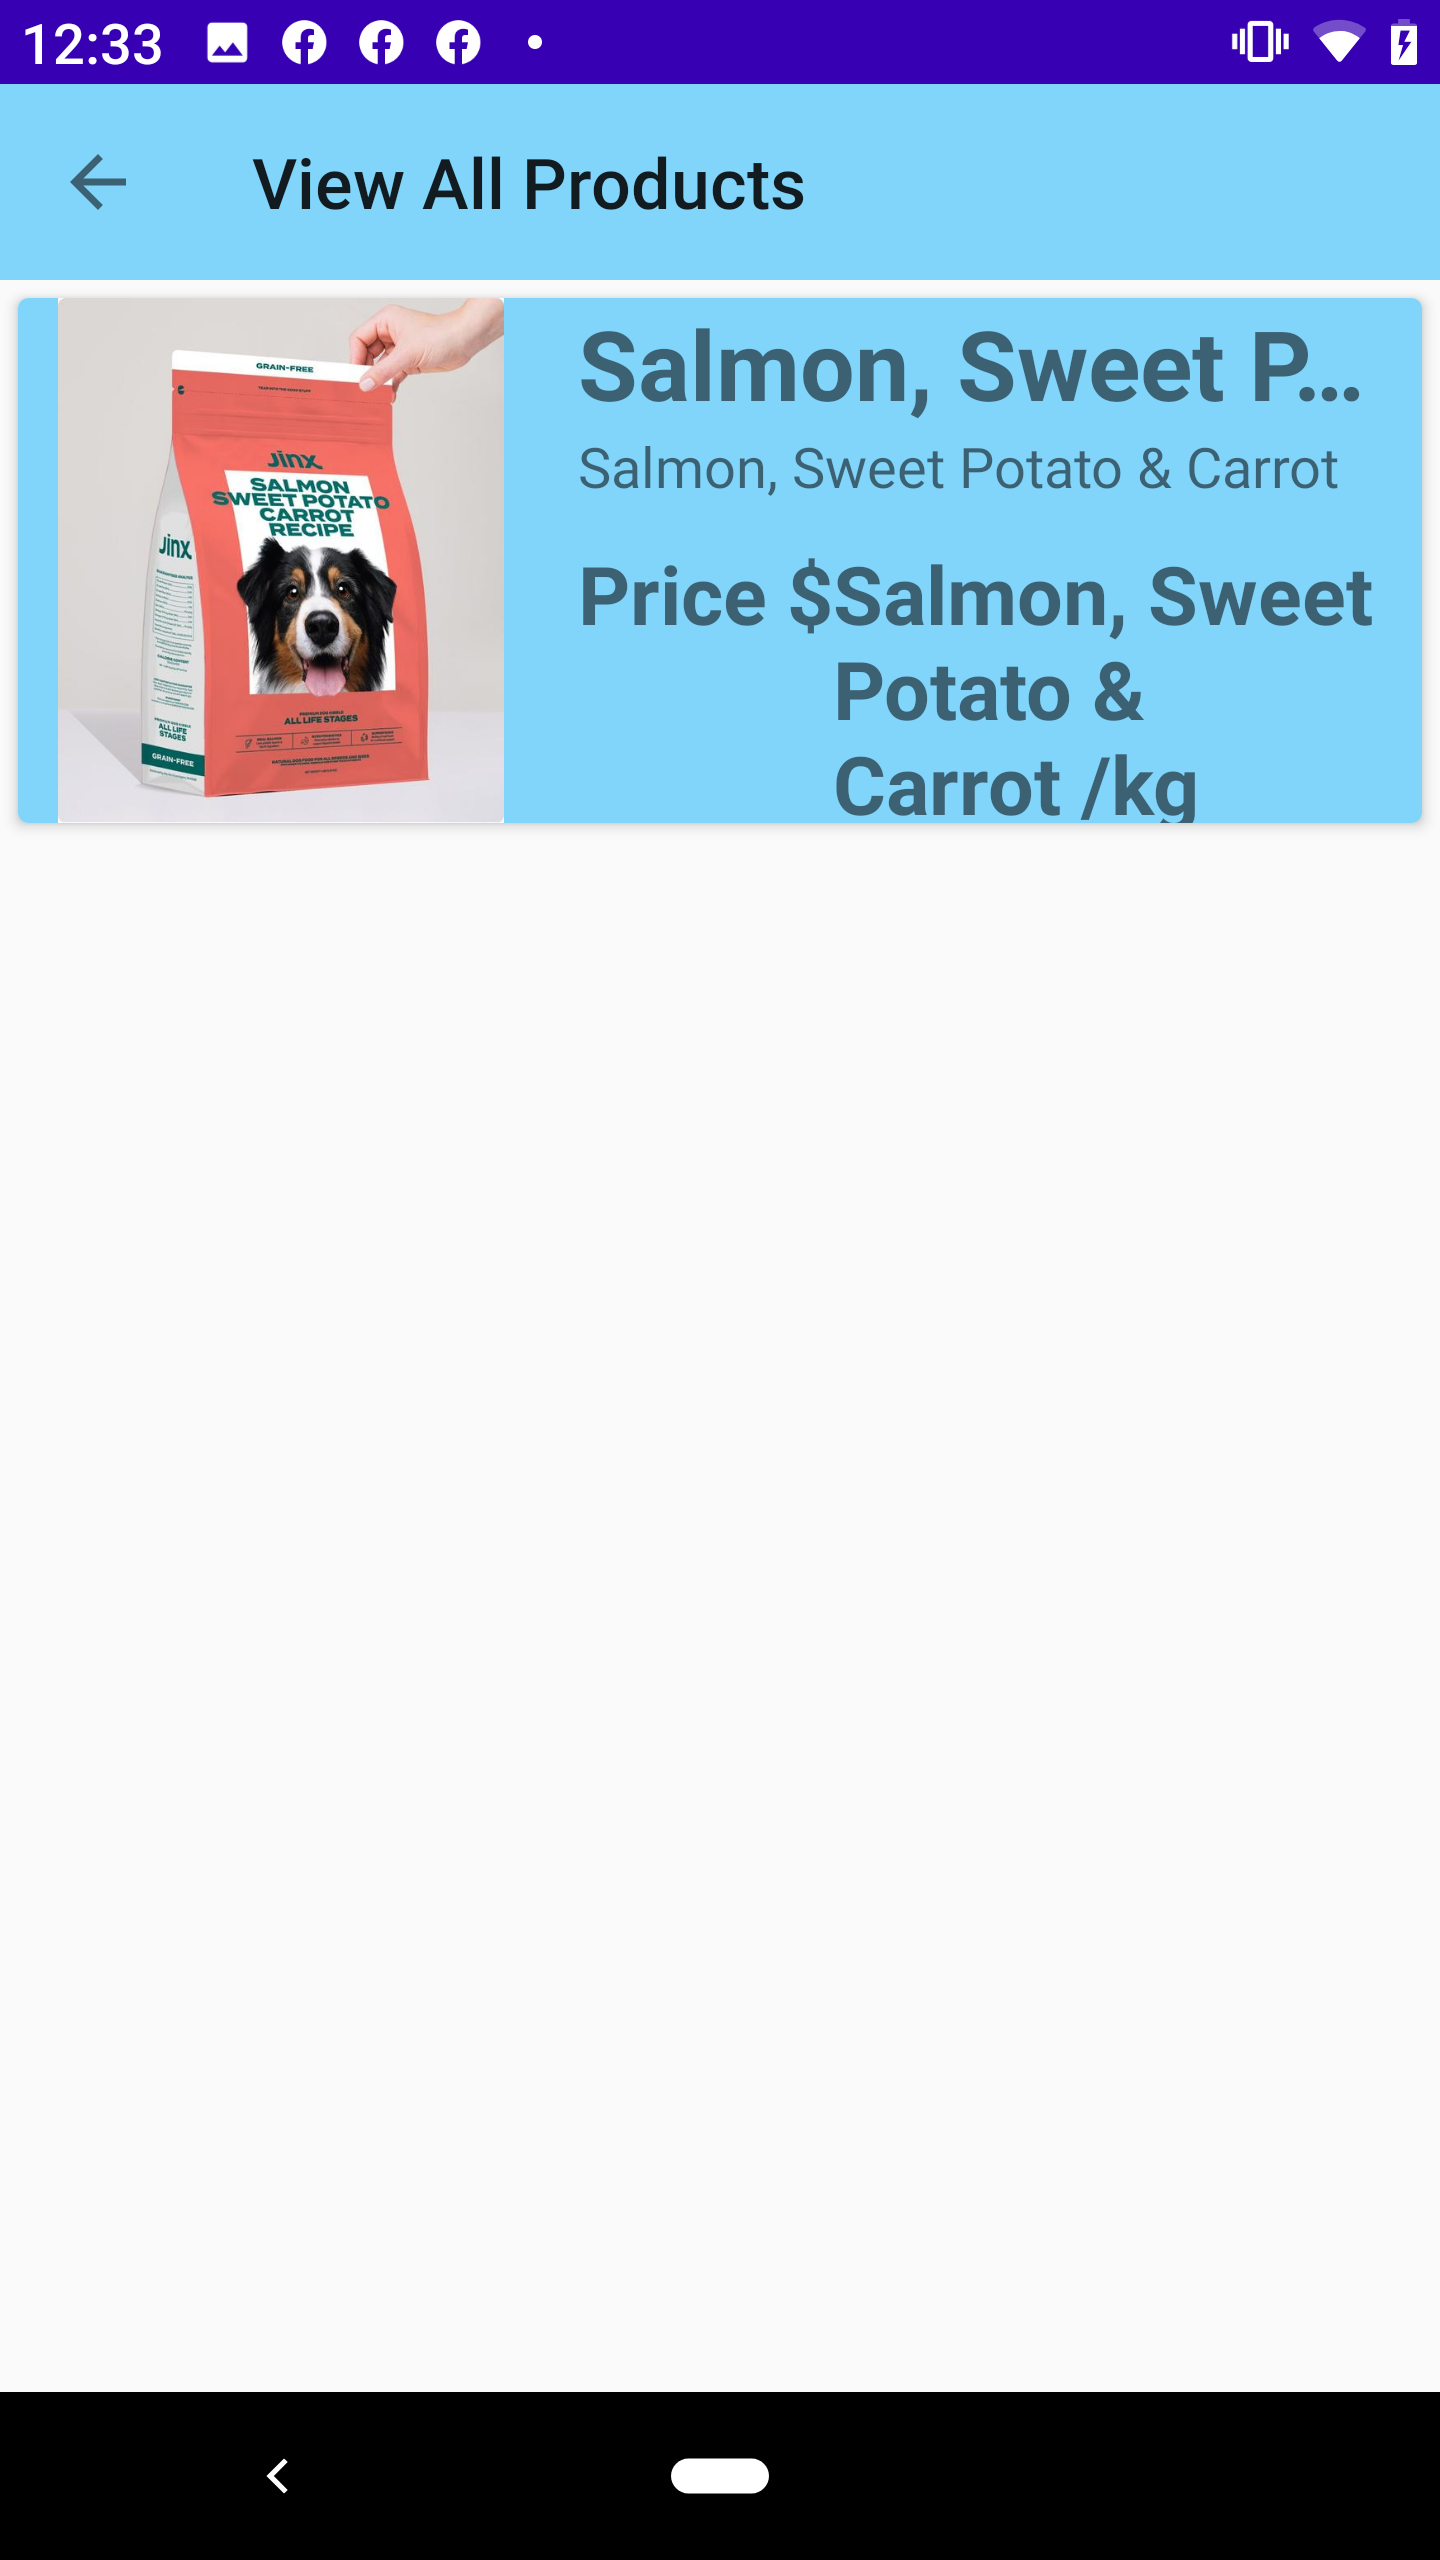 12:33
View All Products
GRAIN-FREE
Jinx
SALMON
SWEET POTATO
CARROT
RECIPE
Jinx
ALL LIFE STAGES
ALL LIFE
STAGES
GRAIN-FREE
Salmon, Sweet P...
Salmon, Sweet Potato & Carrot
Price $Salmon, Sweet
Potato &
Carrot /kg